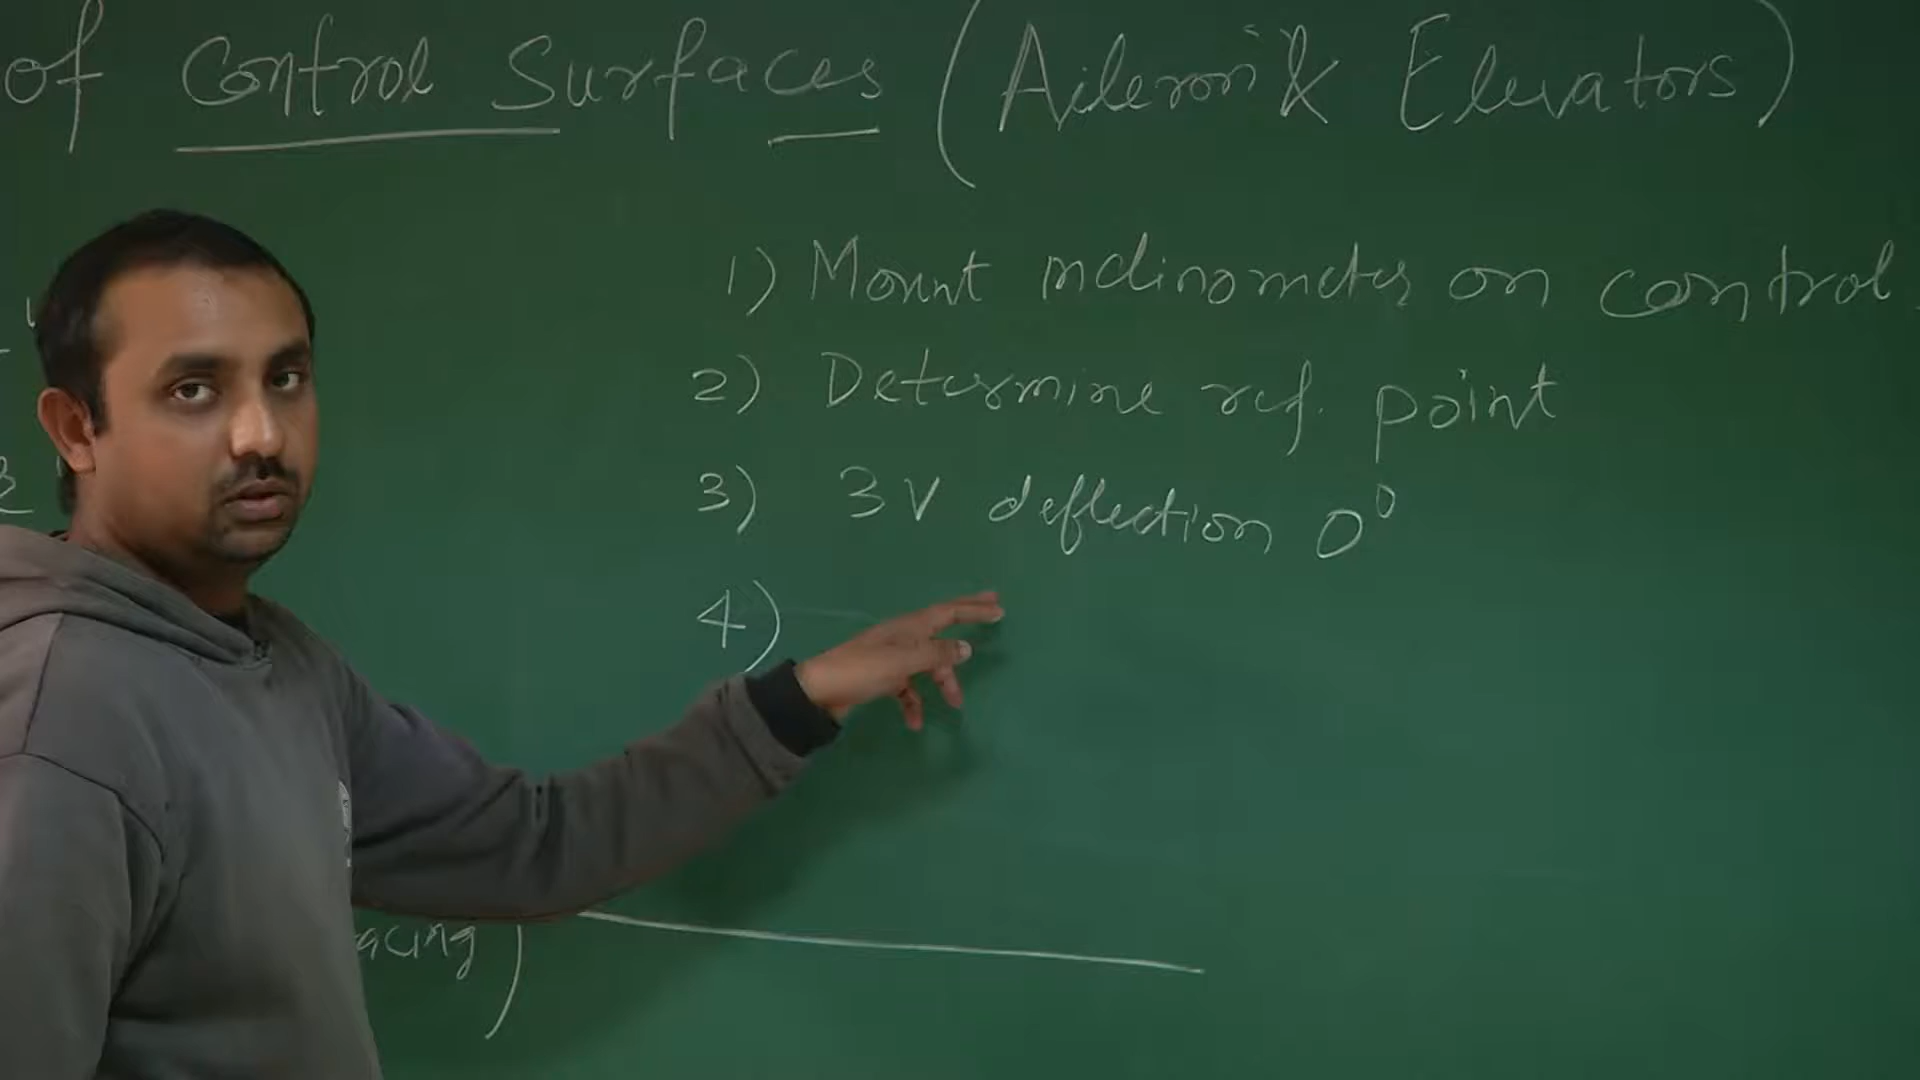 of Control Surfaces (Aileron & Elevators)
1) Mount inclinometer on control
2) Determine ref. point
3) 3V deflection 0°
4)
acing)